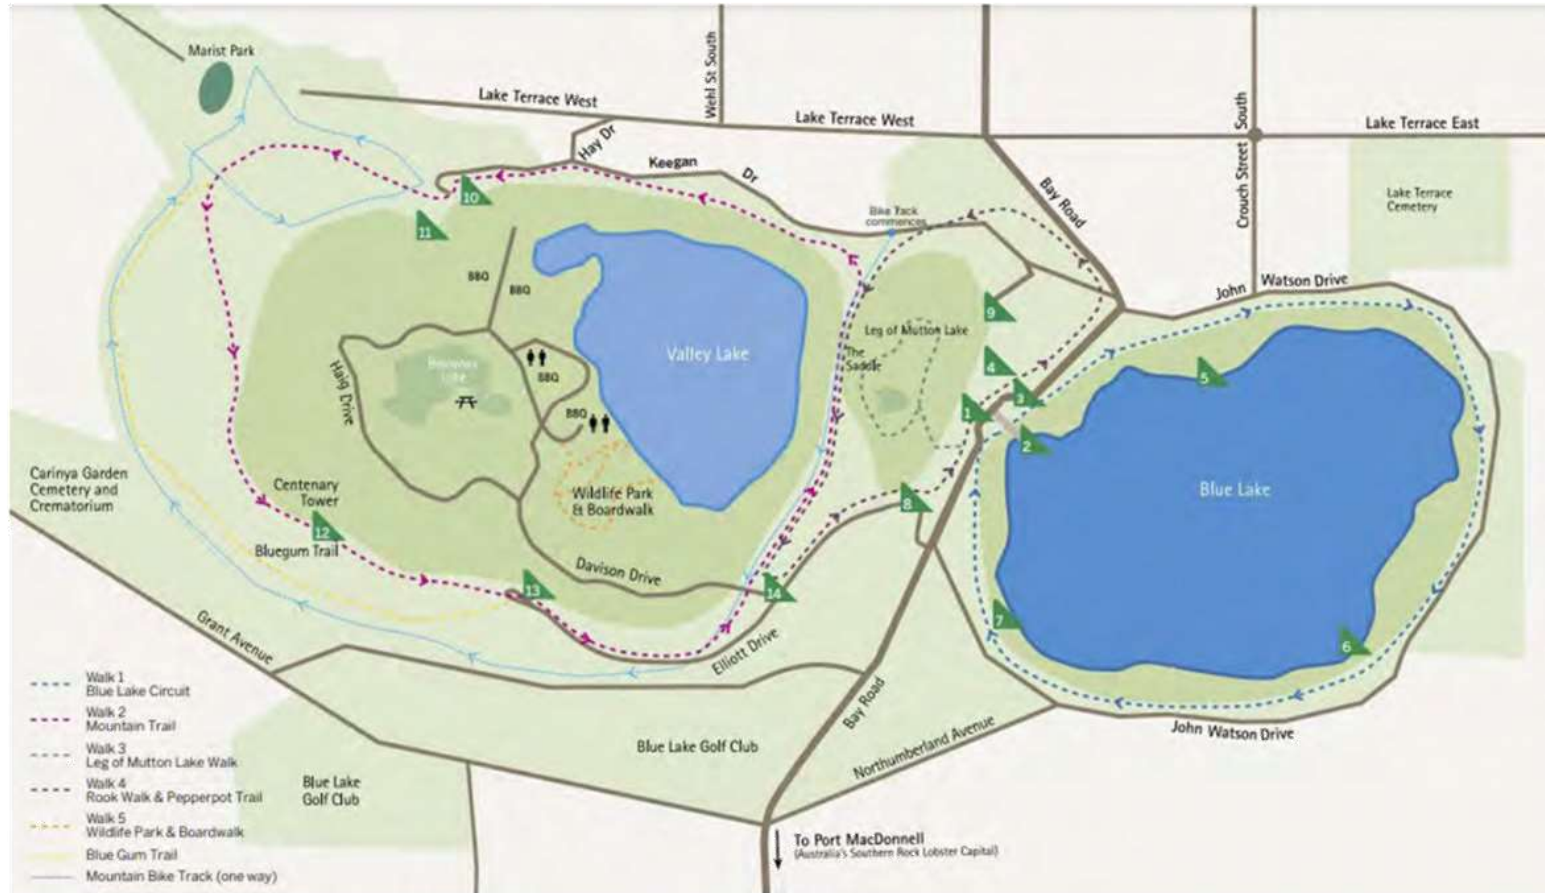 Marist Park
Wehl St South
Lake Terrace West
Lake Terrace West
Crouch Street South
Lake Terrace East
Hay Dr
Keegan
Dr
Bay Road
Lake Terrace
Cemetery
Bike Tack
commences
10
11
BBQ
BBQ
John Watson Drive
9
Leg of Mutton Lake
Valley Lake
The
Saddle
4
5
Haig Drive
Lake
BBQ
BBQ
3
1
2
Carinya Garden
Cemetery and
Crematorium
Centenary
Tower
Wildlife Park
& Boardwalk
Blue Lake
8
12
Bluegum Trail
Davison Drive
13
14
7
6
Grant Avenue
Elliott Drive
Bay Road
Northumberland Avenue
John Watson Drive
Blue Lake Golf Club
Blue Lake
Golf Club
Walk 1
Blue Lake Circuit
Walk 2
Mountain Trail
Walk 3
Leg of Mutton Lake Walk
Walk 4
Rook Walk & Pepperpot Trail
Walk 5
Wildlife Park & Boardwalk
Blue Gum Trail
Mountain Bike Track (one way)
To Port MacDonnell
(Australia's Southern Rock Lobster Capital)